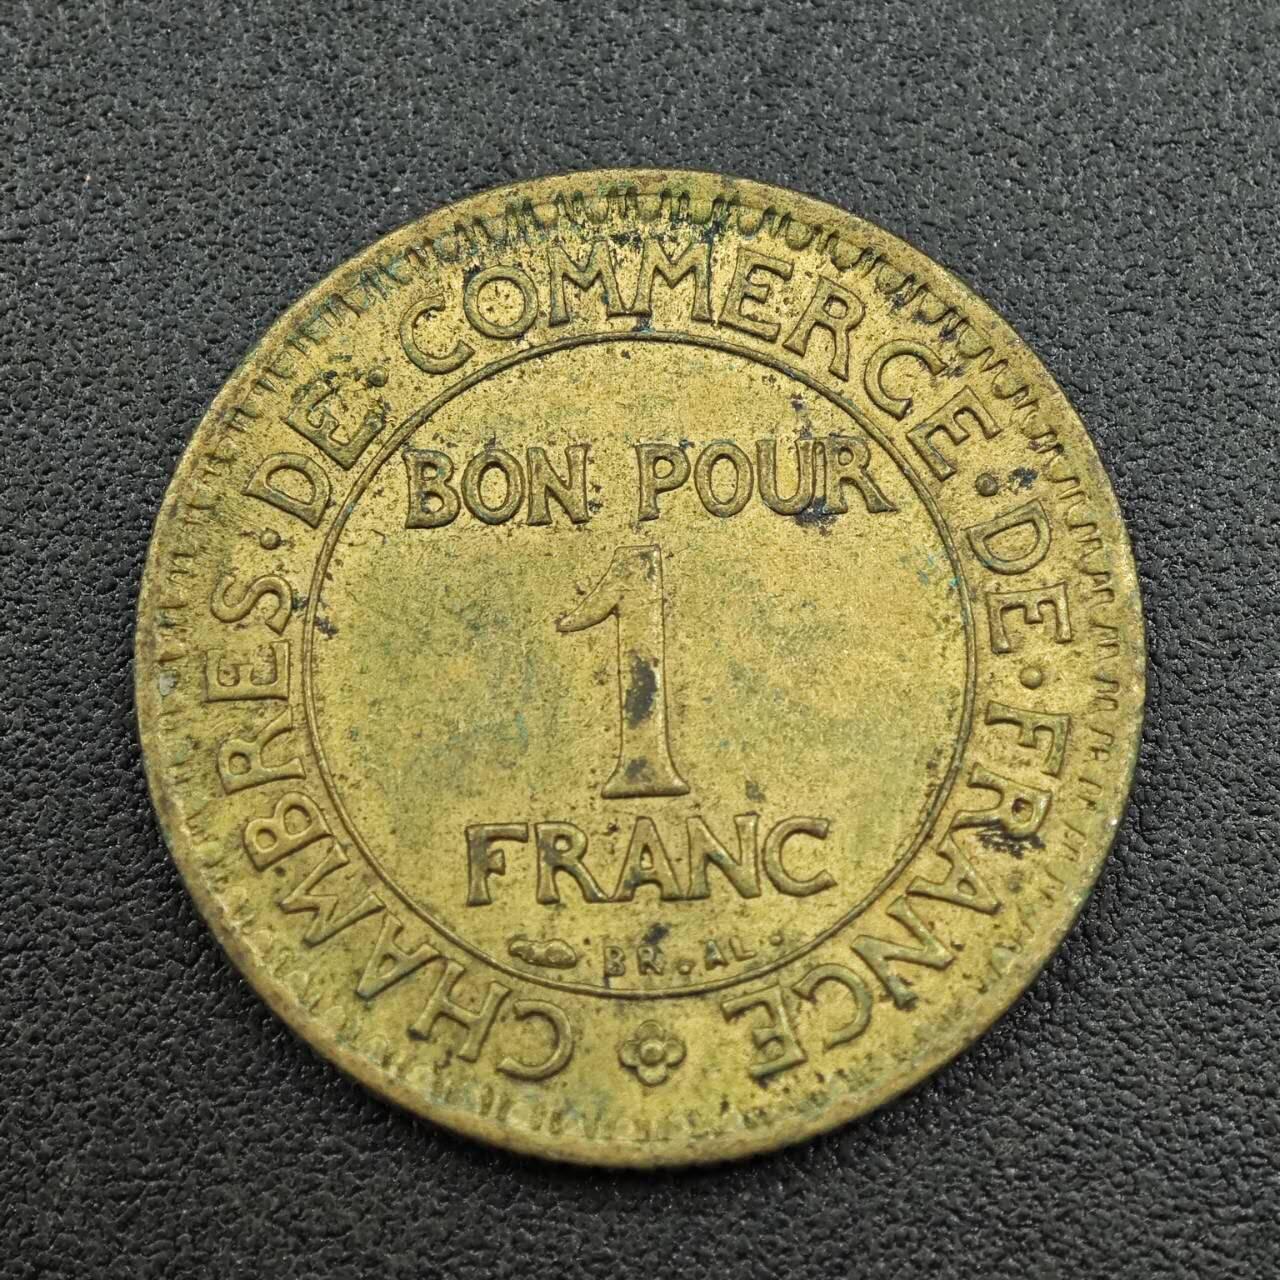 CHAMBRES·DE·COMMERCE·DE·FRANCE
BON POUR
1
FRANC
BR.AL.